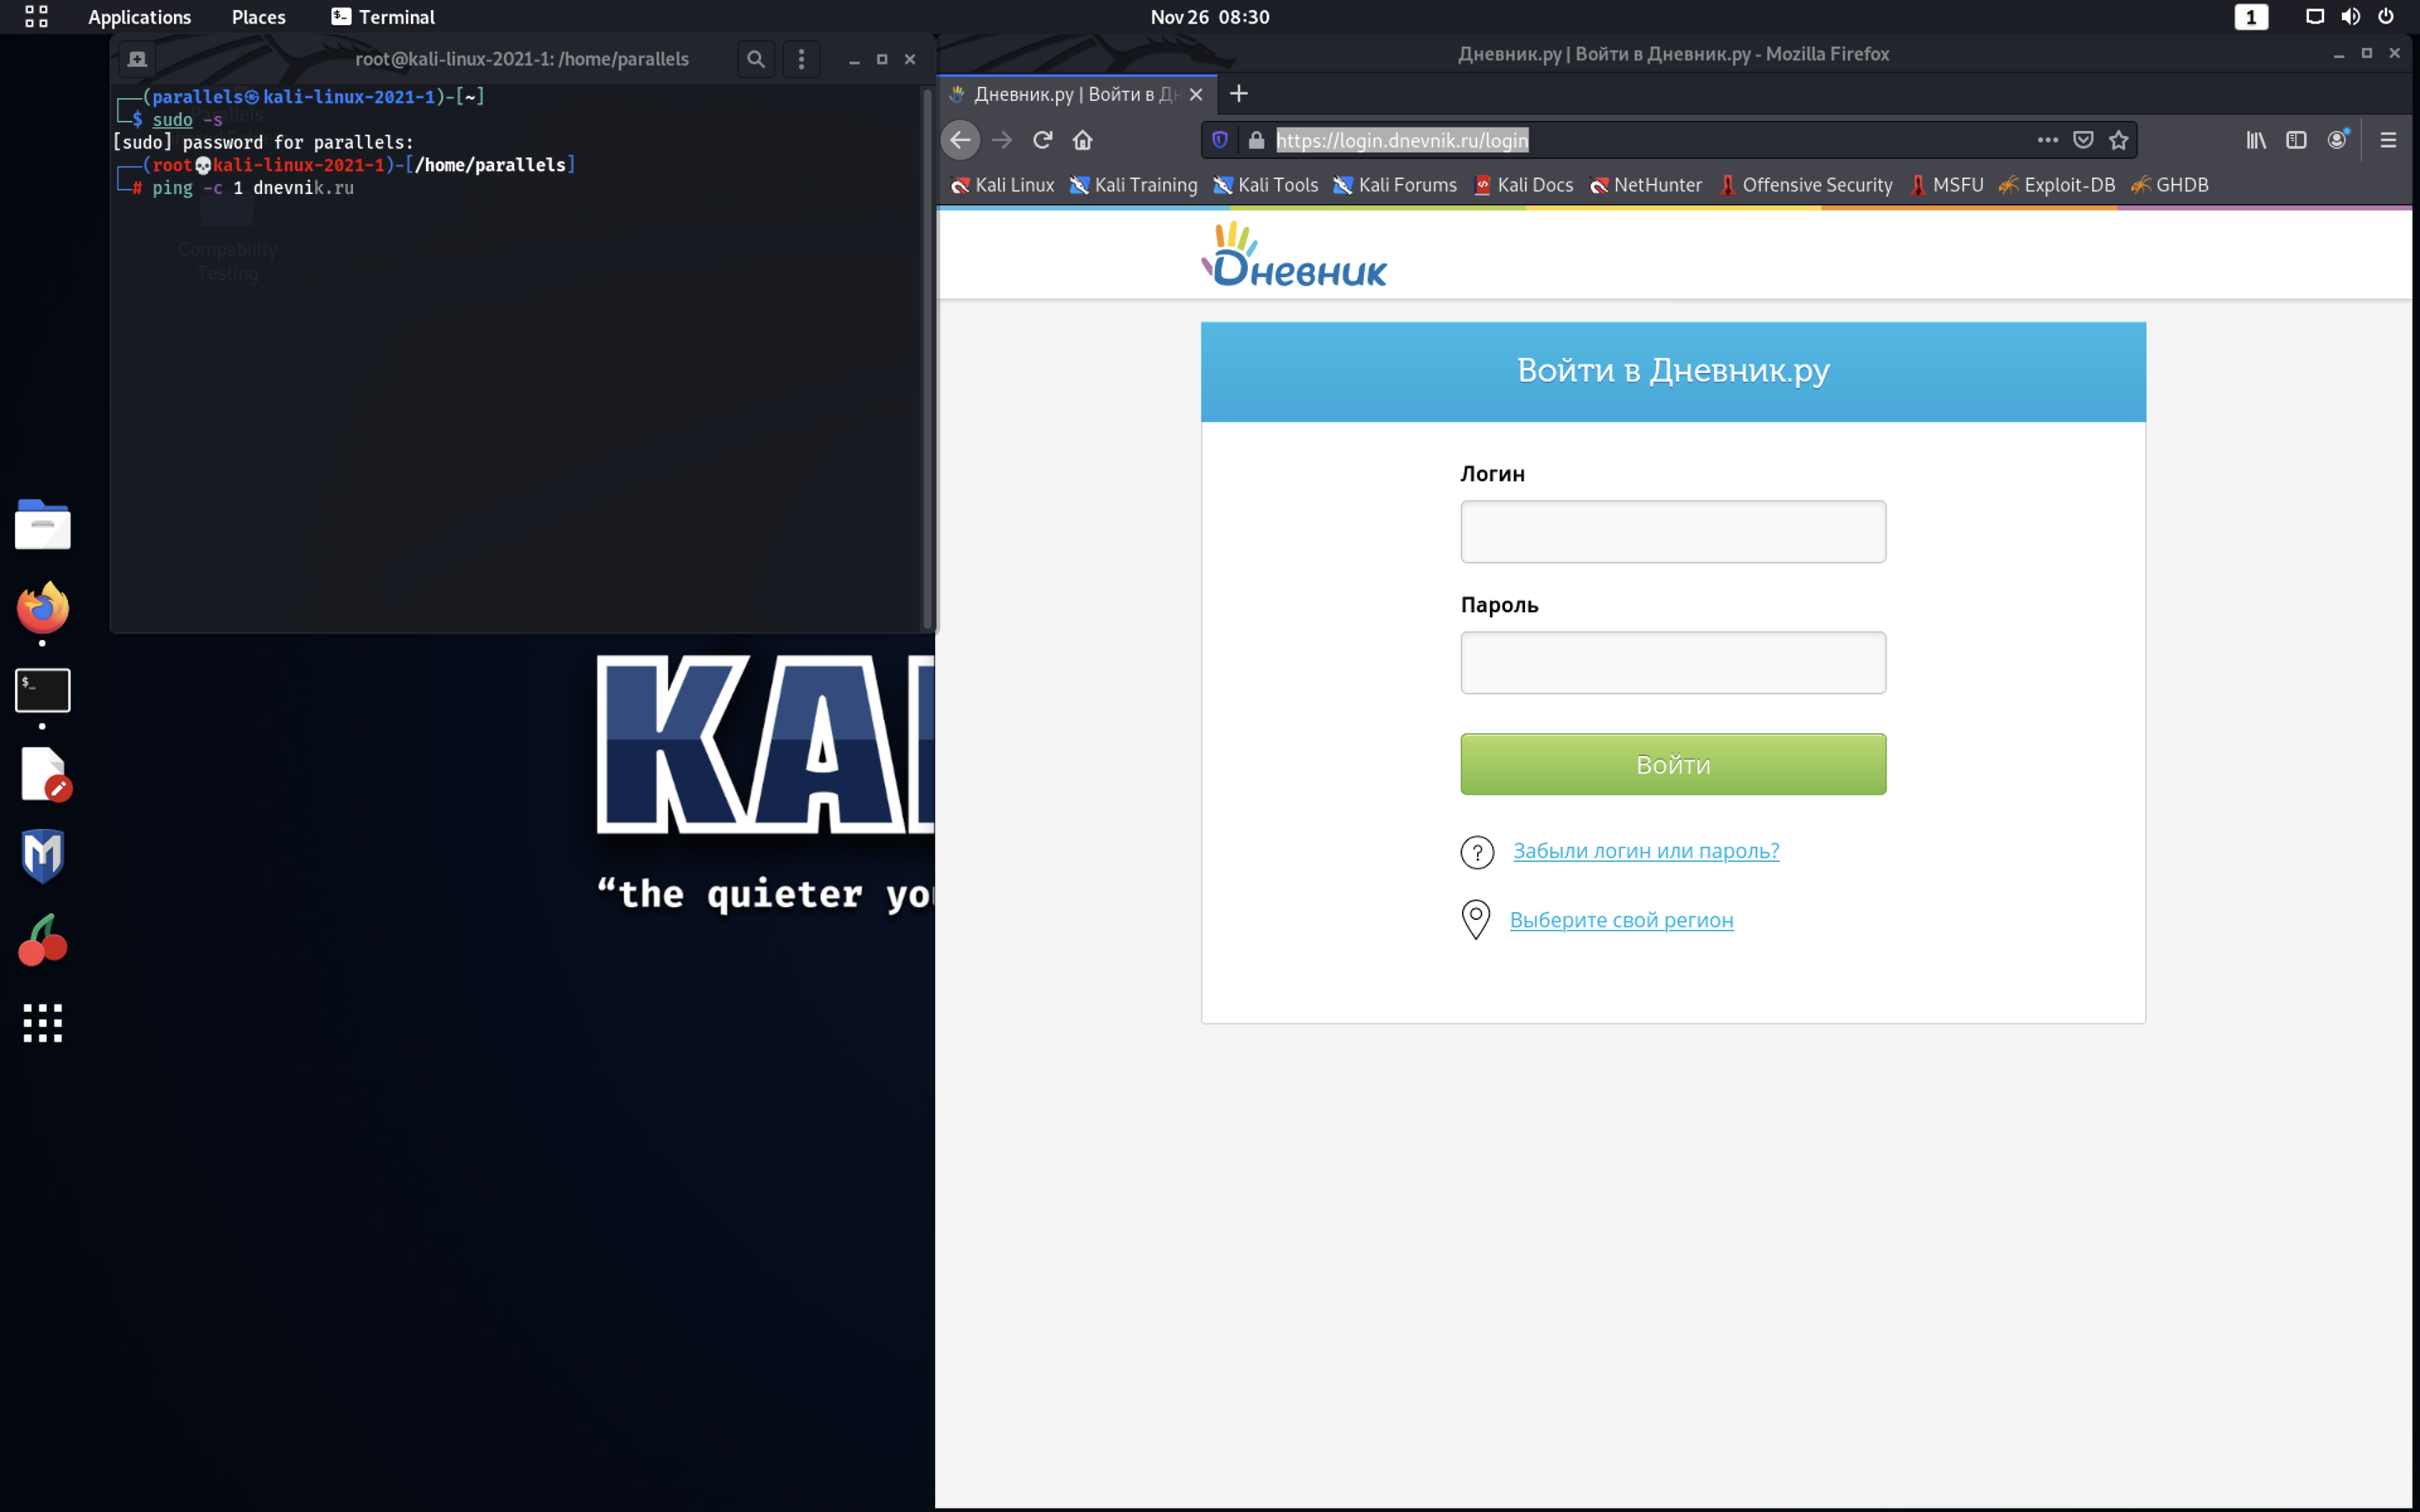 Applications Places Terminal Nov 26 08:30 1
root@kali-linux-2021-1: /home/parallels
(parallels㉿kali-linux-2021-1)-[~]
$ sudo -s
[sudo] password for parallels:
(root💀kali-linux-2021-1)-[/home/parallels]
# ping -c 1 dnevnik.ru
Compability
Testing
KA
“the quieter yo
Дневник.ру | Войти в Дневник.ру - Mozilla Firefox
Дневник.ру | Войти в Дн
https://login.dnevnik.ru/login
Kali Linux Kali Training Kali Tools Kali Forums Kali Docs NetHunter Offensive Security MSFU Exploit-DB GHDB
Дневник
Войти в Дневник.ру
Логин
Пароль
Войти
Забыли логин или пароль?
Выберите свой регион